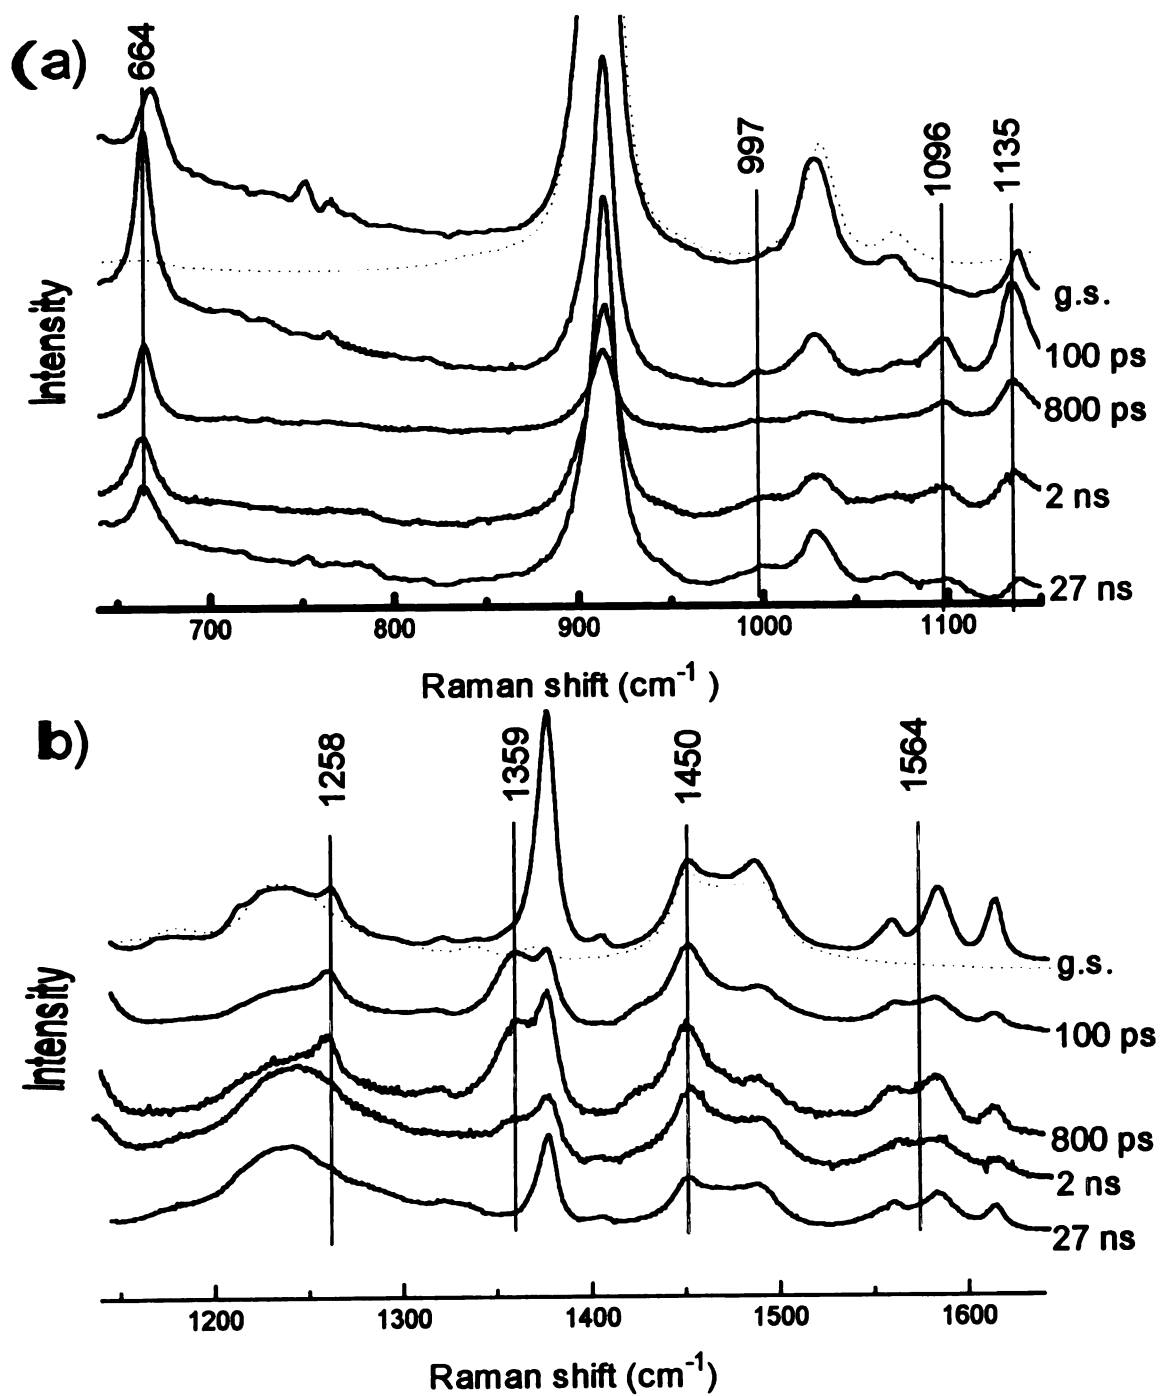 (a)
664
997
1096
1135
Intensity
g.s.
100 ps
800 ps
2 ns
27 ns
700 800 900 1000 1100
Raman shift (cm-1 )
b)
1258
1359
1450
1564
Intensity
g.s.
100 ps
800 ps
2 ns
27 ns
1200 1300 1400 1500 1600
Raman shift (cm-1)